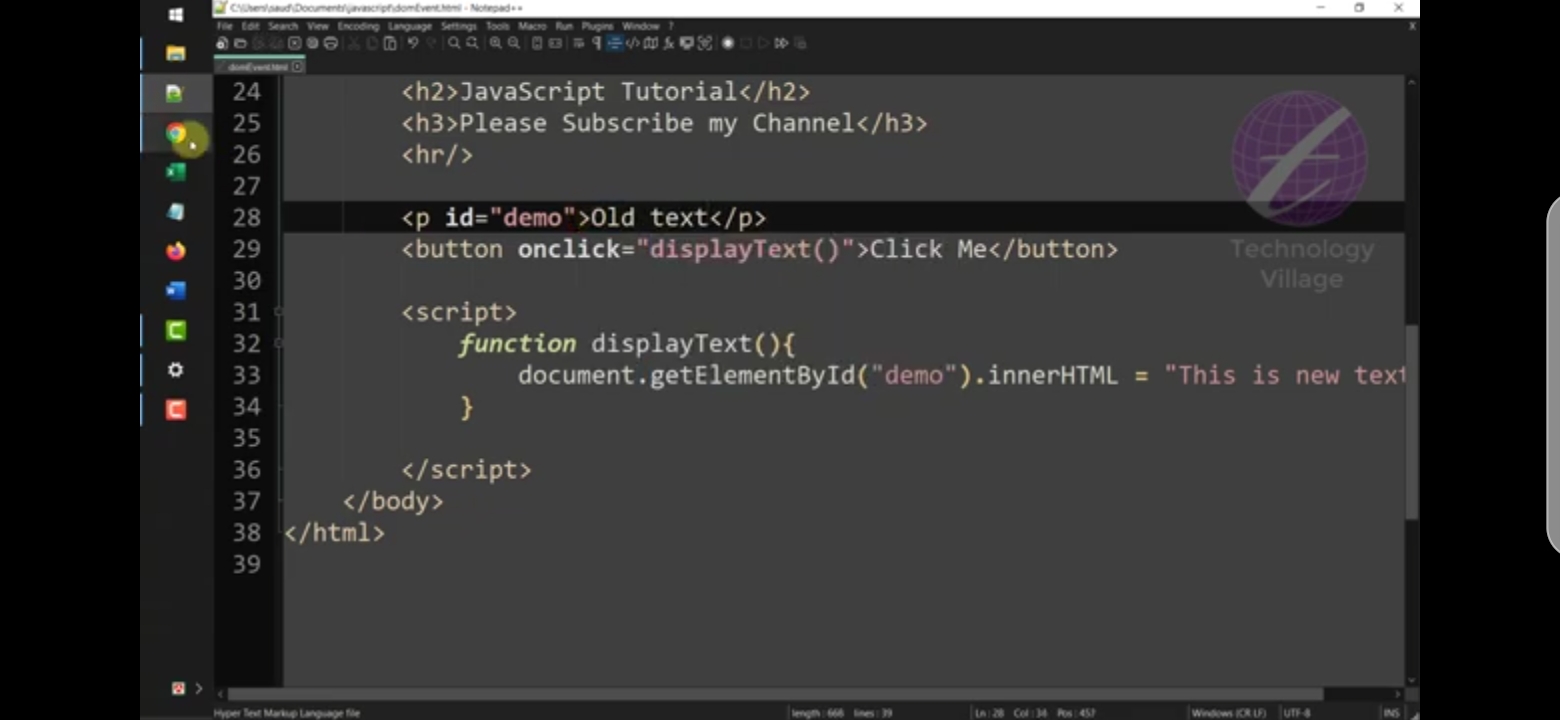 C:\Users\saud\Documents\javascript\domEvent.html - Notepad++
File Edit Search View Encoding Language Settings Tools Macro Run Plugins Window ?
X
domEvent.html
24 <h2>JavaScript Tutorial</h2>
25 <h3>Please Subscribe my Channel</h3>
26 <hr/>
27
28 <p id="demo">Old text</p>
29 <button onclick="displayText()">Click Me</button>
30
31 <script>
32 function displayText(){
33 document.getElementById("demo").innerHTML = "This is new text
34 }
35
36 </script>
37 </body>
38 </html>
39
Technology
Village
Hyper Text Markup Language file length : 666 lines : 39 Ln : 28 Col : 34 Pos : 457 Windows (CR LF) UTF-8 INS